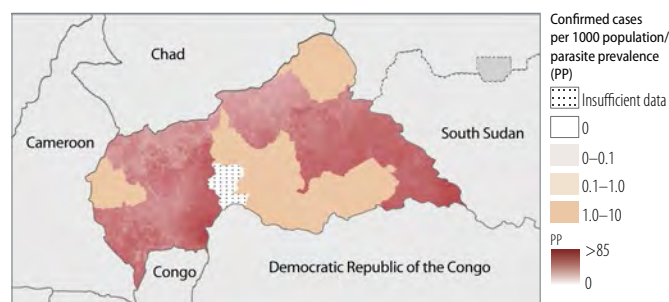 Chad
Cameroon
South Sudan
Congo
Democratic Republic of the Congo
Confirmed cases
per 1000 population/
parasite prevalence
(PP)
Insufficient data
0
0–0.1
0.1–1.0
1.0–10
PP
>85
0